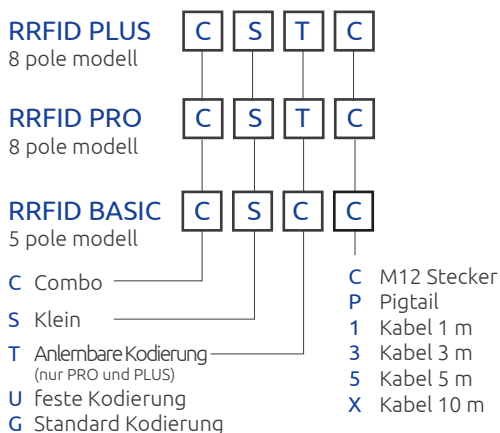 RRFID PLUS C S T C
8 pole modell
RRFID PRO C S T C
8 pole modell
RRFID BASIC C S C C
5 pole modell
C Combo
S Klein
T Anlernbare Kodierung
(nur PRO und PLUS)
U feste Kodierung
G Standard Kodierung
C M12 Stecker
P Pigtail
1 Kabel 1 m
3 Kabel 3 m
5 Kabel 5 m
X Kabel 10 m